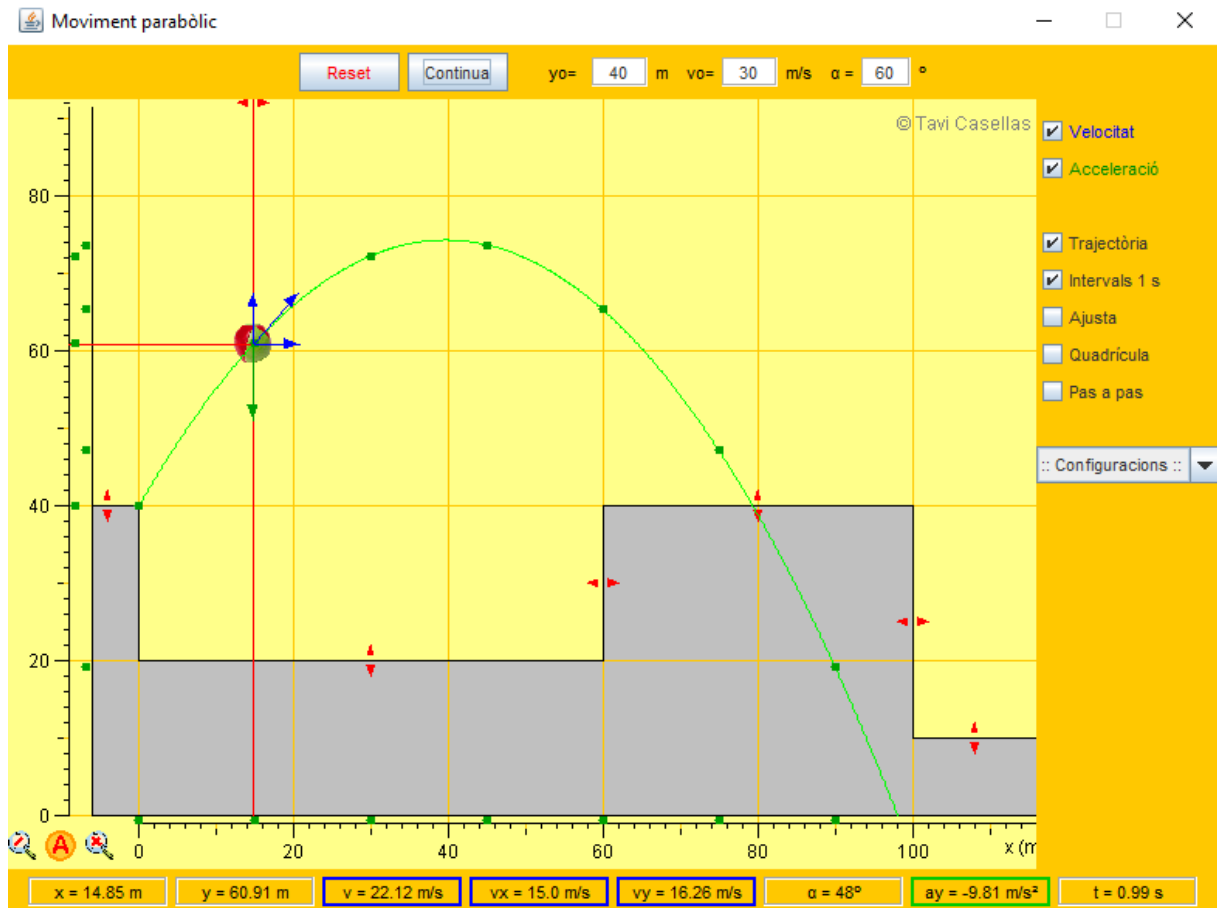 Moviment parabòlic
Reset Continua yo= 40 m vo= 30 m/s α = 60 º
© Tavi Casellas
Velocitat
Acceleració
Trajectòria
Intervals 1 s
Ajusta
Quadrícula
Pas a pas
:: Configuracions ::
80
60
40
20
0
A 0 20 40 60 80 100 x (m
x = 14.85 m y = 60.91 m v = 22.12 m/s vx = 15.0 m/s vy = 16.26 m/s α = 48º ay = -9.81 m/s² t = 0.99 s